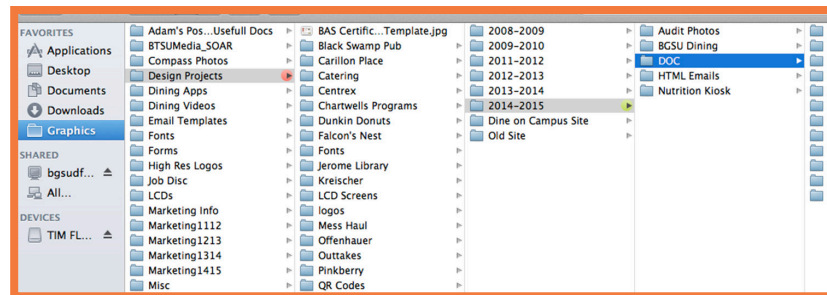 FAVORITES
Applications
Desktop
Documents
Downloads
Graphics
SHARED
bgsudf...
All...
DEVICES
TIM FL...
Adam's Pos...Usefull Docs
BTSUMedia_SOAR
Compass Photos
Design Projects
Dining Apps
Dining Videos
Email Templates
Fonts
Forms
High Res Logos
Job Disc
LCDs
Marketing Info
Marketing1112
Marketing1213
Marketing1314
Marketing1415
Misc
BAS Certific...Template.jpg
Black Swamp Pub
Carillon Place
Catering
Centrex
Chartwells Programs
Dunkin Donuts
Falcon's Nest
Fonts
Jerome Library
Kreischer
LCD Screens
logos
Mess Haul
Offenhauer
Outtakes
Pinkberry
QR Codes
2008-2009
2009-2010
2011-2012
2012-2013
2013-2014
2014-2015
Dine on Campus Site
Old Site
Audit Photos
BGSU Dining
DOC
HTML Emails
Nutrition Kiosk